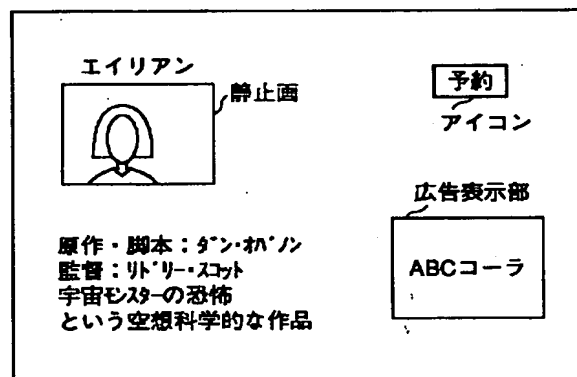 エイリアン
静止画
予約
アイコン
広告表示部
ABCコーラ
原作・脚本：ダン・オバノン
監督：リドリー・スコット
宇宙モンスターの恐怖
という空想科学的な作品